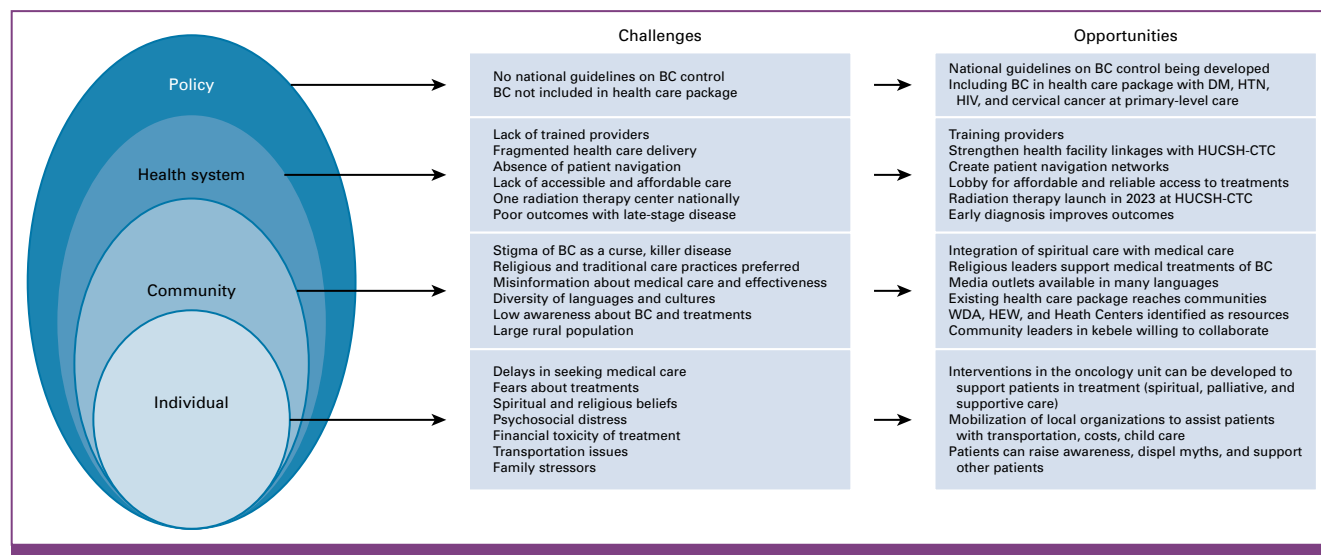 Challenges
Opportunities
Policy
No national guidelines on BC control
BC not included in health care package
National guidelines on BC control being developed
Including BC in health care package with DM, HTN,
HIV, and cervical cancer at primary-level care
Health system
Lack of trained providers
Fragmented health care delivery
Absence of patient navigation
Lack of accessible and affordable care
One radiation therapy center nationally
Poor outcomes with late-stage disease
Training providers
Strengthen health facility linkages with HUCSH-CTC
Create patient navigation networks
Lobby for affordable and reliable access to treatments
Radiation therapy launch in 2023 at HUCSH-CTC
Early diagnosis improves outcomes
Community
Stigma of BC as a curse, killer disease
Religious and traditional care practices preferred
Misinformation about medical care and effectiveness
Diversity of languages and cultures
Low awareness about BC and treatments
Large rural population
Integration of spiritual care with medical care
Religious leaders support medical treatments of BC
Media outlets available in many languages
Existing health care package reaches communities
WDA, HEW, and Heath Centers identified as resources
Community leaders in kebele willing to collaborate
Individual
Delays in seeking medical care
Fears about treatments
Spiritual and religious beliefs
Psychosocial distress
Financial toxicity of treatment
Transportation issues
Family stressors
Interventions in the oncology unit can be developed to
support patients in treatment (spiritual, palliative, and
supportive care)
Mobilization of local organizations to assist patients
with transportation, costs, child care
Patients can raise awareness, dispel myths, and support
other patients